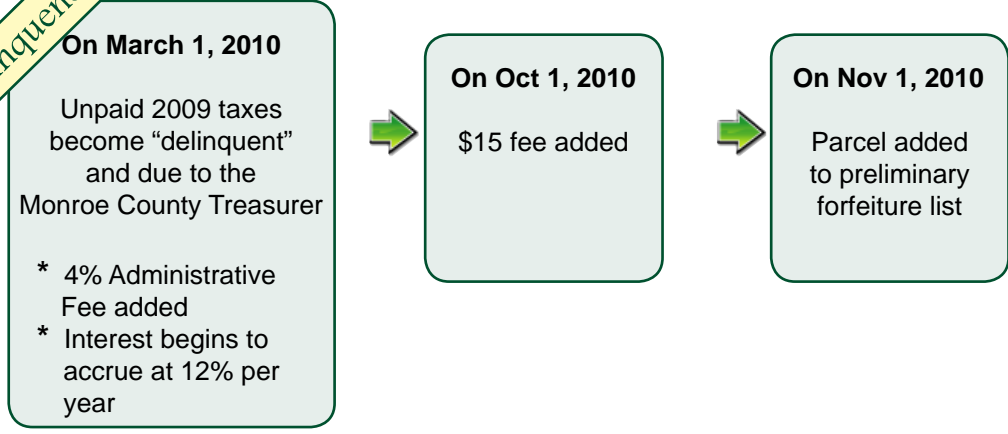 On March 1, 2010
Unpaid 2009 taxes
become “delinquent”
and due to the
Monroe County Treasurer
* 4% Administrative
Fee added
* Interest begins to
accrue at 12% per
year
On Oct 1, 2010
$15 fee added
On Nov 1, 2010
Parcel added
to preliminary
forfeiture list